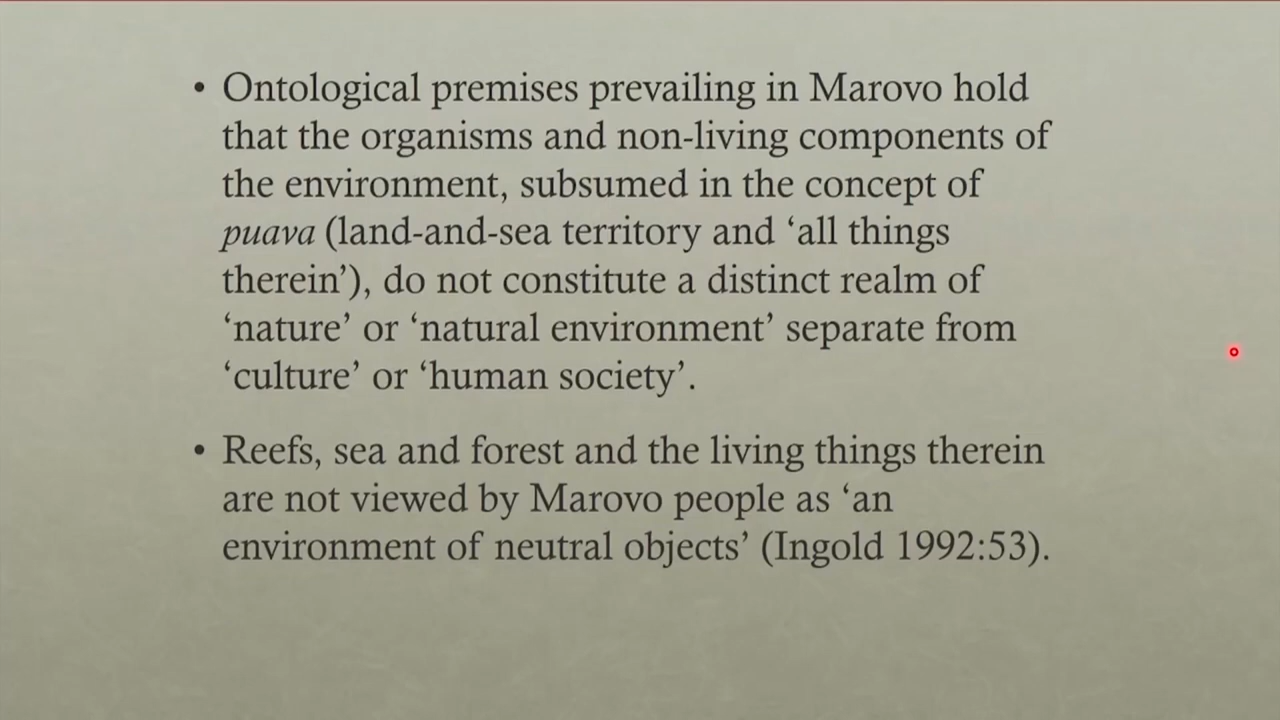 • Ontological premises prevailing in Marovo hold
that the organisms and non-living components of
the environment, subsumed in the concept of
puava (land-and-sea territory and ‘all things
therein’), do not constitute a distinct realm of
‘nature’ or ‘natural environment’ separate from
‘culture’ or ‘human society’.
• Reefs, sea and forest and the living things therein
are not viewed by Marovo people as ‘an
environment of neutral objects’ (Ingold 1992:53).